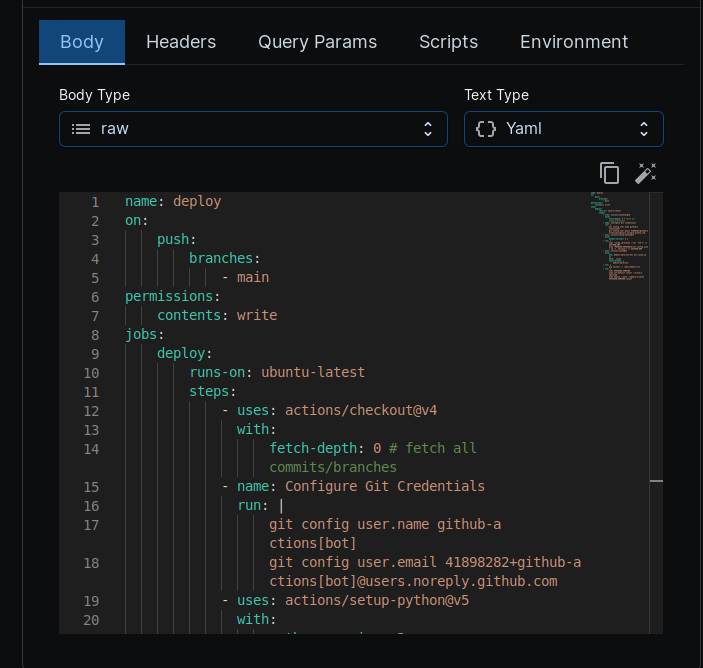 Body Headers Query Params Scripts Environment
Body Type Text Type
raw Yaml
1 name: deploy
2 on:
3 push:
4 branches:
5 - main
6 permissions:
7 contents: write
8 jobs:
9 deploy:
10 runs-on: ubuntu-latest
11 steps:
12 - uses: actions/checkout@v4
13 with:
14 fetch-depth: 0 # fetch all
commits/branches
15 - name: Configure Git Credentials
16 run: |
17 git config user.name github-a
ctions[bot]
18 git config user.email 41898282+github-a
ctions[bot]@users.noreply.github.com
19 - uses: actions/setup-python@v5
20 with: